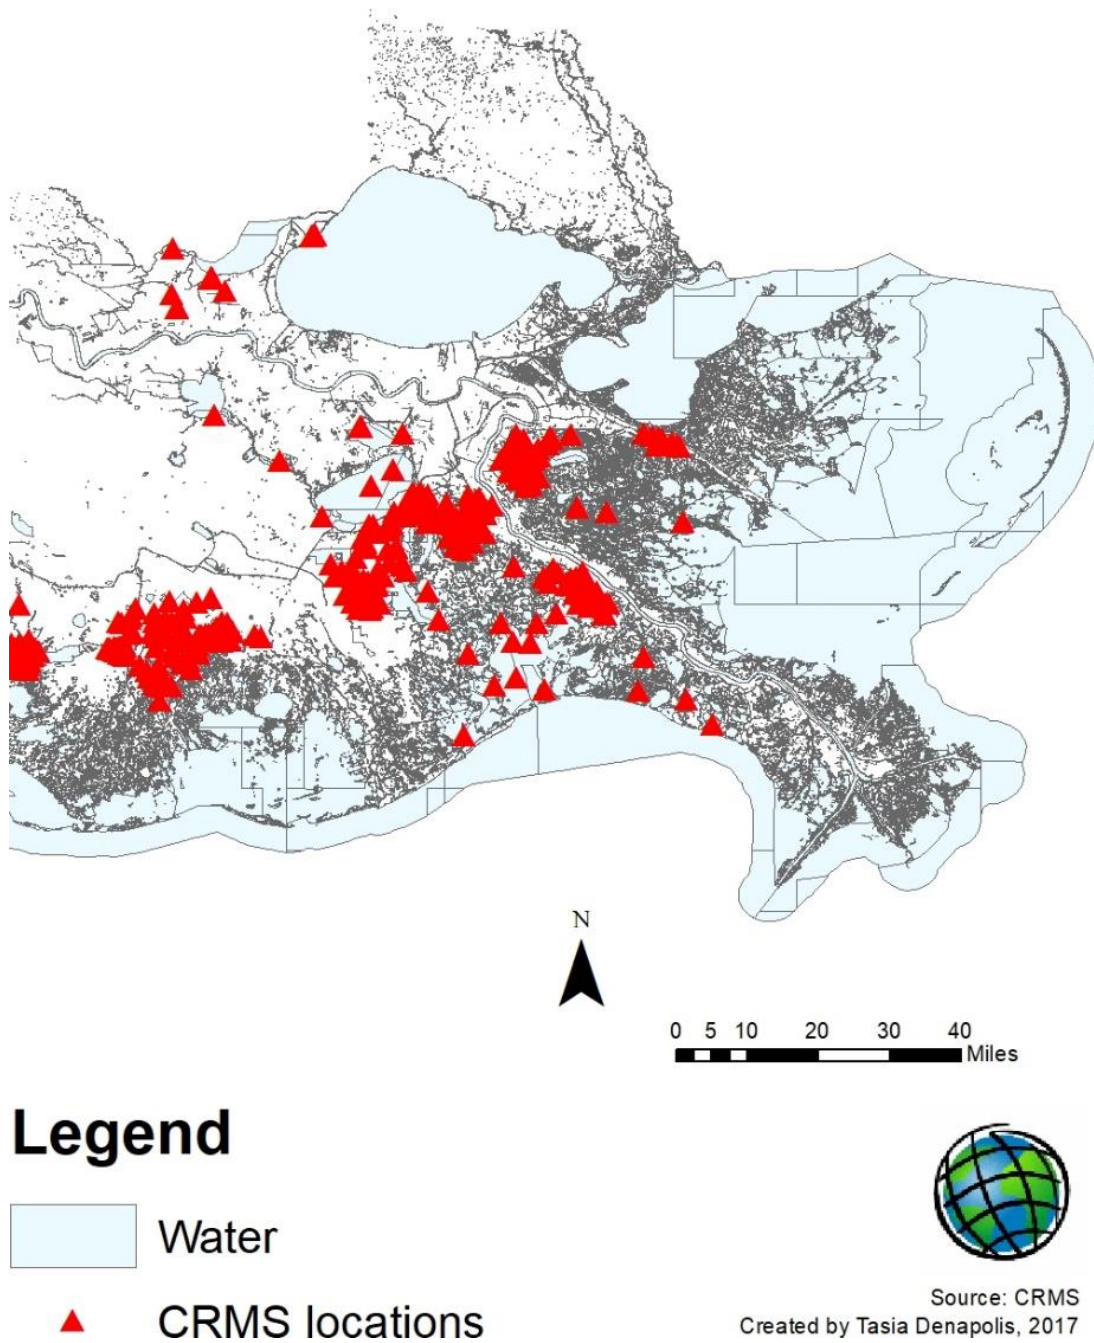 N
0 5 10 20 30 40
Miles
Legend
Water
CRMS locations
Source: CRMS
Created by Tasia Denapolis, 2017